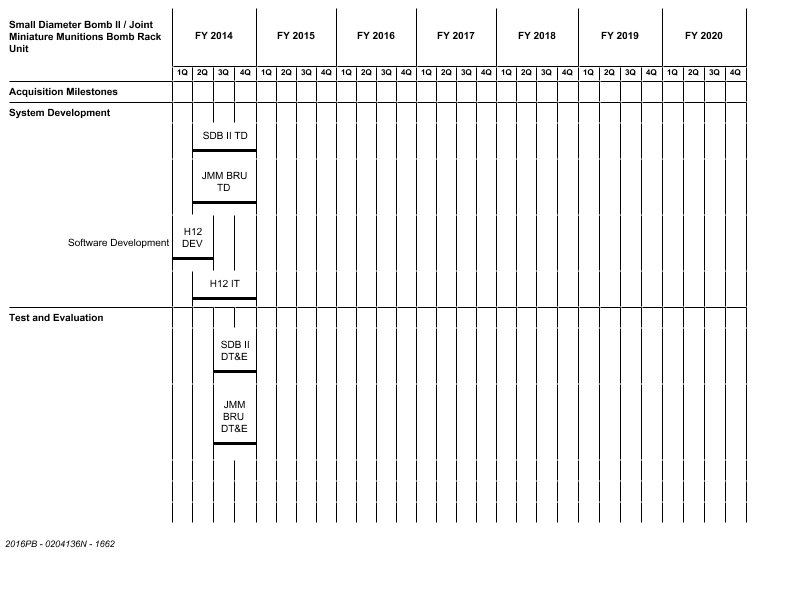 Small Diameter Bomb II / Joint
Miniature Munitions Bomb Rack
Unit
FY 2014 FY 2015 FY 2016 FY 2017 FY 2018 FY 2019 FY 2020
1Q 2Q 3Q 4Q 1Q 2Q 3Q 4Q 1Q 2Q 3Q 4Q 1Q 2Q 3Q 4Q 1Q 2Q 3Q 4Q 1Q 2Q 3Q 4Q 1Q 2Q 3Q 4Q
Acquisition Milestones
System Development
SDB II TD
JMM BRU
TD
Software Development
H12
DEV
H12 IT
Test and Evaluation
SDB II
DT&E
JMM
BRU
DT&E
2016PB - 0204136N - 1662